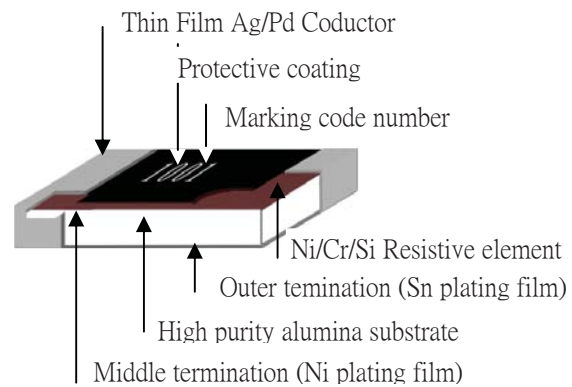 Thin Film Ag/Pd Coductor
Protective coating
Marking code number
1001
Ni/Cr/Si Resistive element
Outer temination (Sn plating film)
High purity alumina substrate
Middle termination (Ni plating film)